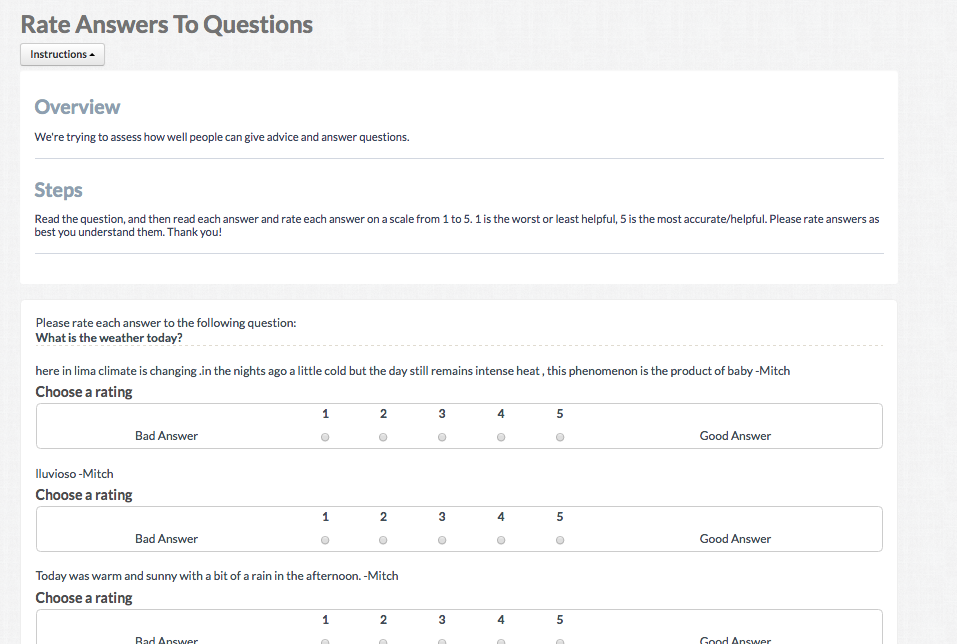 Rate Answers To Questions
Instructions
Overview
We're trying to assess how well people can give advice and answer questions.
Steps
Read the question, and then read each answer and rate each answer on a scale from 1 to 5. 1 is the worst or least helpful, 5 is the most accurate/helpful. Please rate answers as
best you understand them. Thank you!
Please rate each answer to the following question:
What is the weather today?
here in lima climate is changing .in the nights ago a little cold but the day still remains intense heat , this phenomenon is the product of baby -Mitch
Choose a rating
1 2 3 4 5
Bad Answer Good Answer
lluvioso -Mitch
Choose a rating
1 2 3 4 5
Bad Answer Good Answer
Today was warm and sunny with a bit of a rain in the afternoon. -Mitch
Choose a rating
1 2 3 4 5
Bad Answer Good Answer